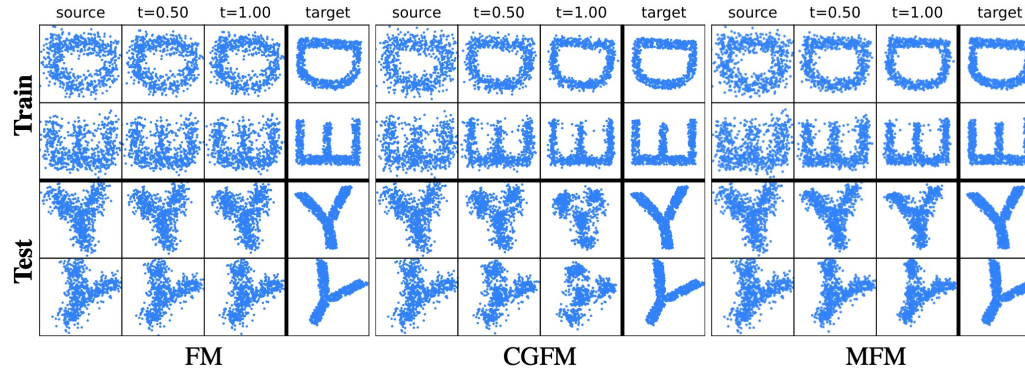 source t=0.50 t=1.00 target source t=0.50 t=1.00 target source t=0.50 t=1.00 target
Train
Test
FM CGFM MFM